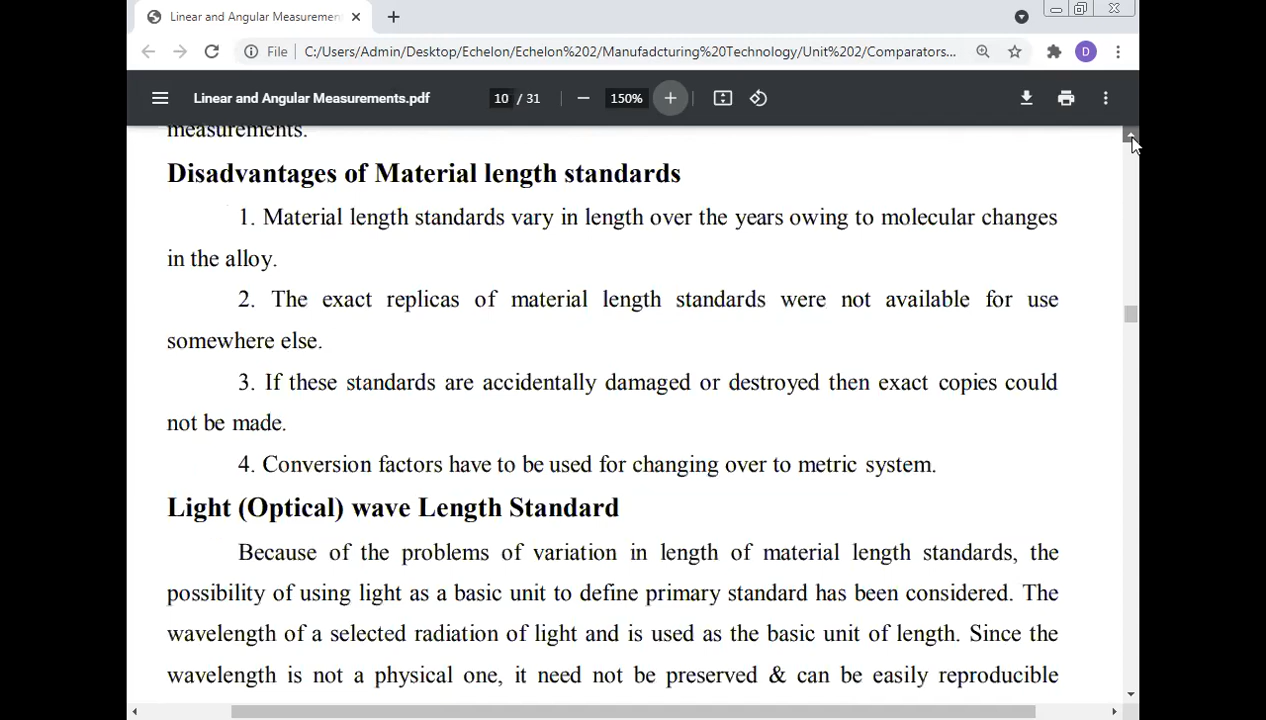 Linear and Angular Measuremen
File C:/Users/Admin/Desktop/Echelon/Echelon%202/Manufadcturing%20Technology/Unit%202/Comparators...
D
Linear and Angular Measurements.pdf 10 / 31 150%
measurements.
Disadvantages of Material length standards
1. Material length standards vary in length over the years owing to molecular changes
in the alloy.
2. The exact replicas of material length standards were not available for use
somewhere else.
3. If these standards are accidentally damaged or destroyed then exact copies could
not be made.
4. Conversion factors have to be used for changing over to metric system.
Light (Optical) wave Length Standard
Because of the problems of variation in length of material length standards, the
possibility of using light as a basic unit to define primary standard has been considered. The
wavelength of a selected radiation of light and is used as the basic unit of length. Since the
wavelength is not a physical one, it need not be preserved & can be easily reproducible